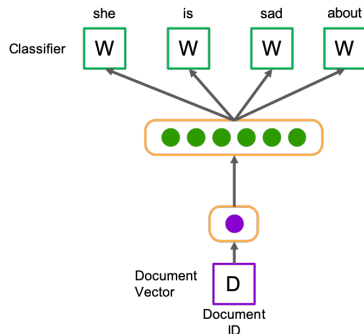 she is sad about
Classifier W W W W
Document
Vector
D
Document
ID